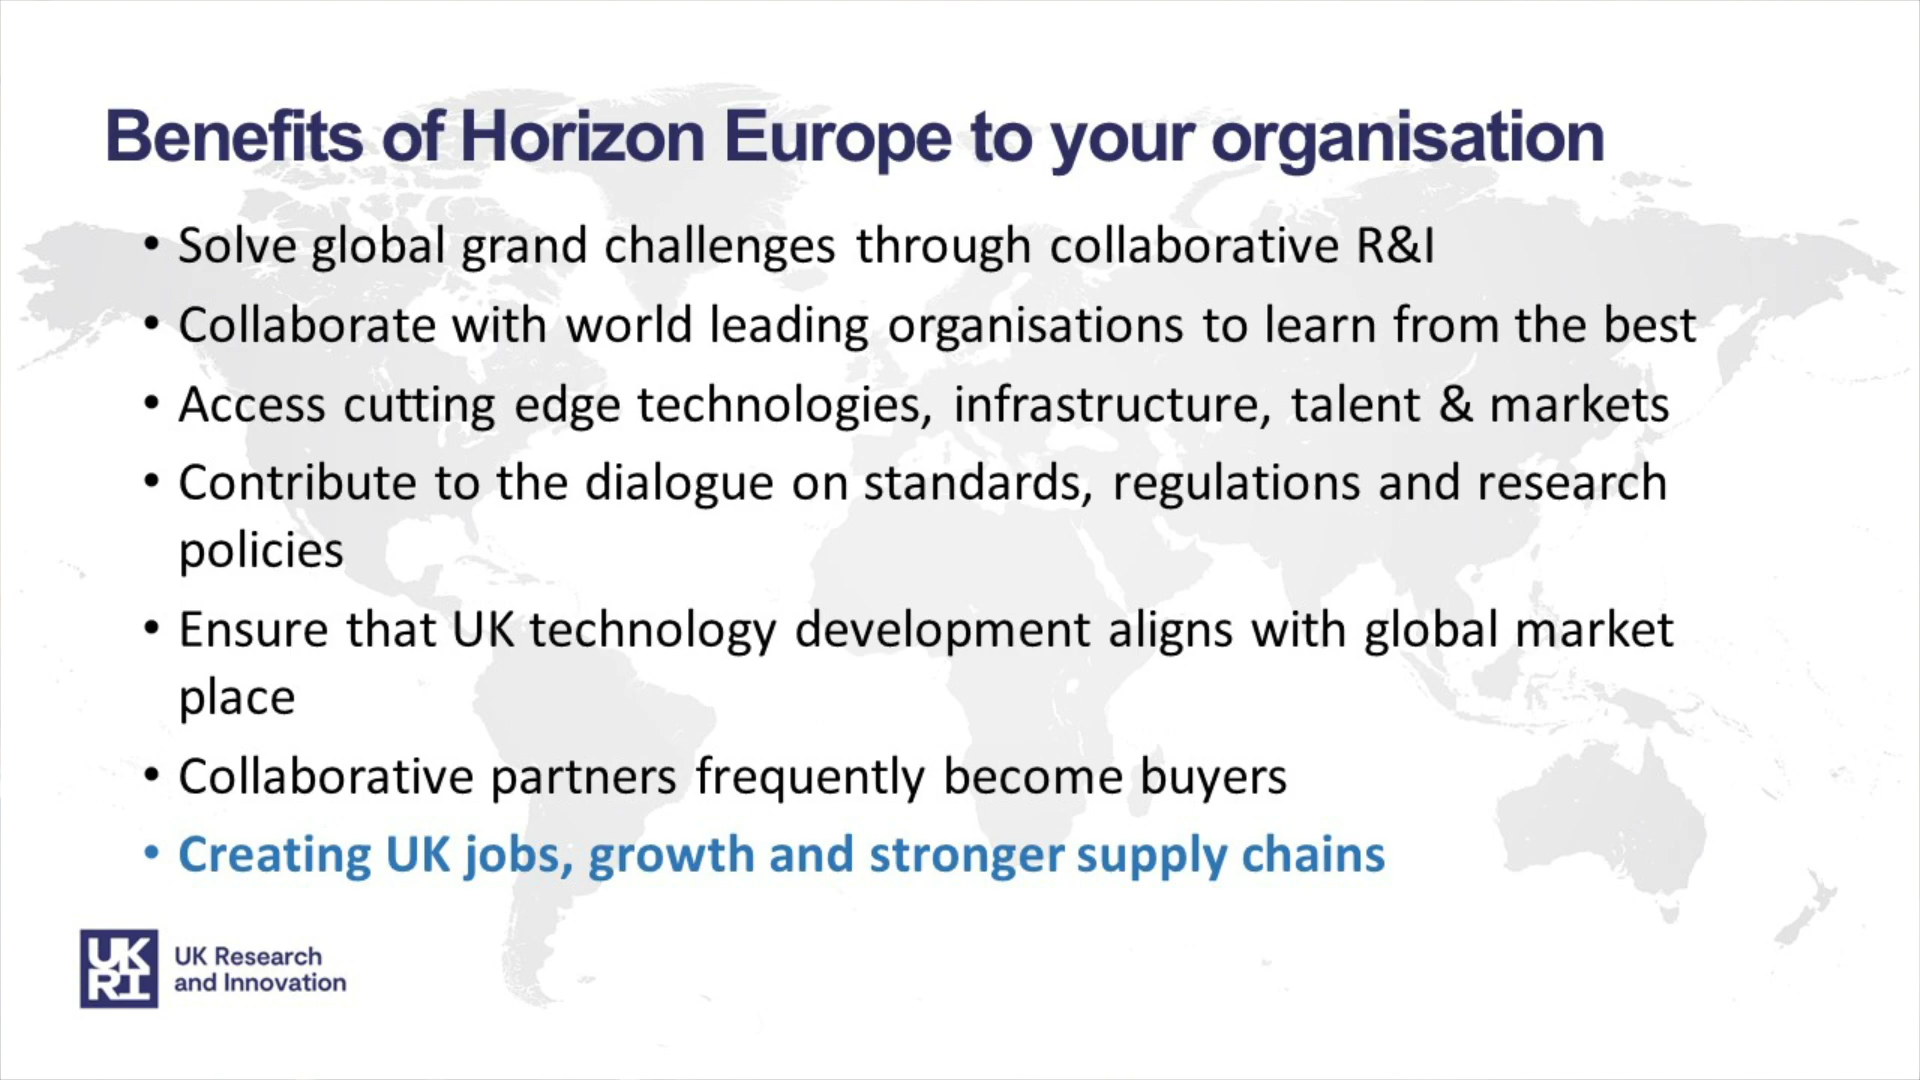 Benefits of Horizon Europe to your organisation
• Solve global grand challenges through collaborative R&I
• Collaborate with world leading organisations to learn from the best
• Access cutting edge technologies, infrastructure, talent & markets
• Contribute to the dialogue on standards, regulations and research
policies
• Ensure that UK technology development aligns with global market
place
• Collaborative partners frequently become buyers
• Creating UK jobs, growth and stronger supply chains
UK
RI
UK Research
and Innovation